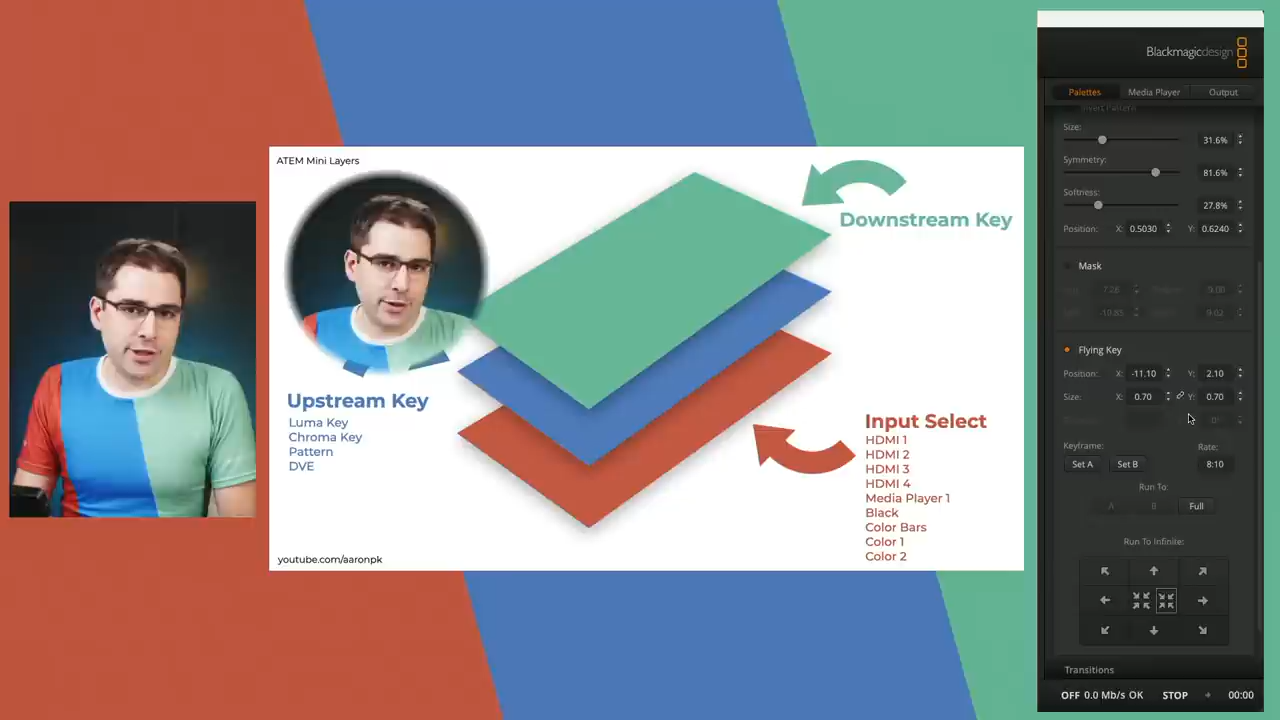 ATEM Mini Layers
Downstream Key
Upstream Key
Luma Key
Chroma Key
Pattern
DVE
Input Select
HDMI 1
HDMI 2
HDMI 3
HDMI 4
Media Player 1
Black
Color Bars
Color 1
Color 2
youtube.com/aaronpk
Blackmagicdesign
Palettes Media Player Output
Invert Pattern
Size: 31.6%
Symmetry: 81.6%
Softness: 27.8%
Position: X: 0.5030 Y: 0.6240
Mask
Flying Key
Position: X: -11.10 Y: 2.10
Size: X: 0.70 Y: 0.70
Keyframe: Rate:
Set A Set B 8:10
Run To:
A B Full
Run To Infinite:
Transitions
OFF 0.0 Mb/s OK STOP 00:00